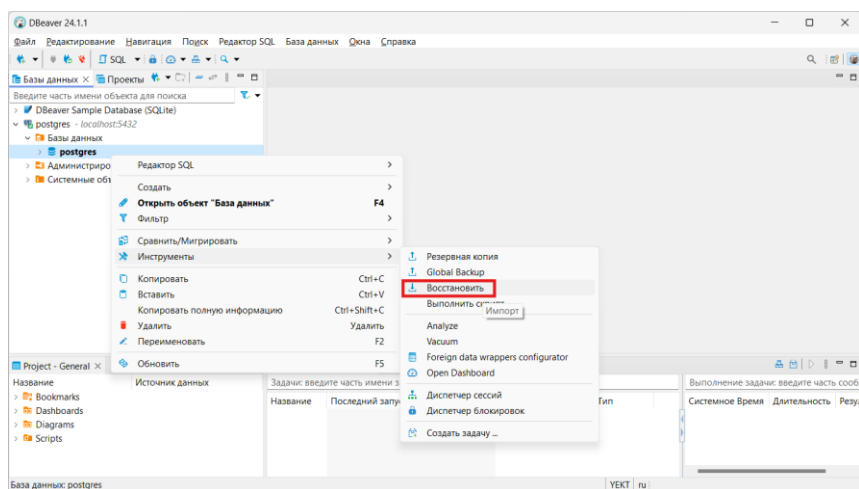 DBeaver 24.1.1
Файл Редактирование Навигация Поиск Редактор SQL База данных Окна Справка
SQL
Базы данных Проекты
Введите часть имени объекта для поиска
DBeaver Sample Database (SQLite)
postgres - localhost:5432
Базы данных
postgres
Администриро
Системные объ
Редактор SQL
Создать
Открыть объект "База данных" F4
Фильтр
Сравнить/Мигрировать
Инструменты
Копировать Ctrl+C
Вставить Ctrl+V
Копировать полную информацию Ctrl+Shift+C
Удалить Удалить
Переименовать F2
Обновить F5
Резервная копия
Global Backup
Восстановить
Выполнить скрипт
Импорт
Analyze
Vacuum
Foreign data wrappers configurator
Open Dashboard
Диспетчер сессий
Диспетчер блокировок
Создать задачу ...
Project - General
Название Источник данных
Bookmarks
Dashboards
Diagrams
Scripts
Задачи: введите часть имени з
Название Последний запу Тип
Выполнение задачи: введите часть сооб
Системное Время Длительность Резу
База данных: postgres YEKT ru